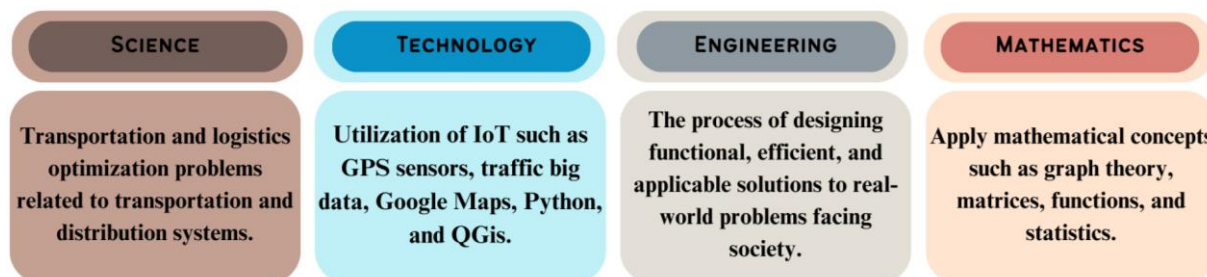 SCIENCE
Transportation and logistics
optimization problems
related to transportation and
distribution systems.
TECHNOLOGY
Utilization of IoT such as
GPS sensors, traffic big
data, Google Maps, Python,
and QGis.
ENGINEERING
The process of designing
functional, efficient, and
applicable solutions to real-
world problems facing
society.
MATHEMATICS
Apply mathematical concepts
such as graph theory,
matrices, functions, and
statistics.